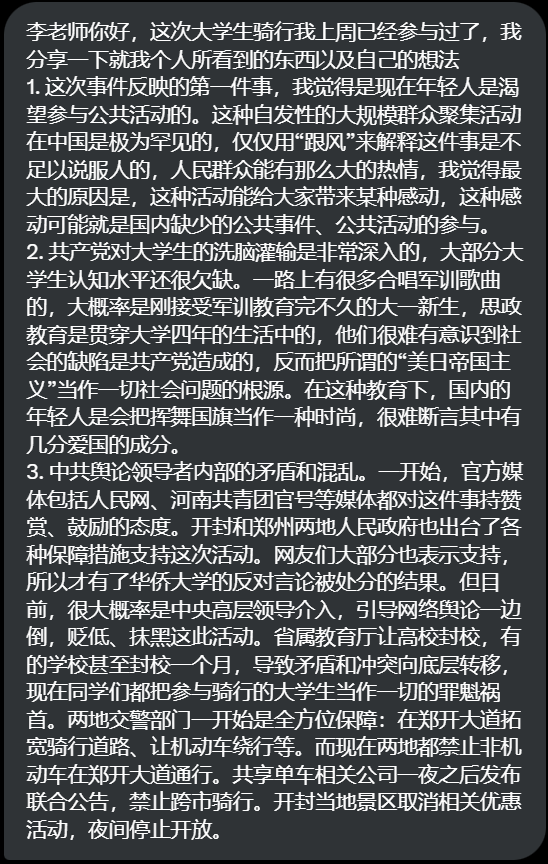 李老师你好，这次大学生骑行我上周已经参与过了，我
分享一下就我个人所看到的东西以及自己的想法
1. 这次事件反映的第一件事，我觉得是现在年轻人是渴
望参与公共活动的。这种自发性的大规模群众聚集活动
在中国是极为罕见的，仅仅用“跟风”来解释这件事是不
足以说服人的，人民群众能有那么大的热情，我觉得最
大的原因是，这种活动能给大家带来某种感动，这种感
动可能就是国内缺少的公共事件、公共活动的参与。
2. 共产党对大学生的洗脑灌输是非常深入的，大部分大
学生认知水平还很欠缺。一路上有很多合唱军训歌曲
的，大概率是刚接受军训教育完不久的大一新生，思政
教育是贯穿大学四年的生活中的，他们很难有意识到社
会的缺陷是共产党造成的，反而把所谓的“美日帝国主
义”当作一切社会问题的根源。在这种教育下，国内的
年轻人是会把挥舞国旗当作一种时尚，很难断言其中有
几分爱国的成分。
3. 中共舆论领导者内部的矛盾和混乱。一开始，官方媒
体包括人民网、河南共青团官号等媒体都对这件事持赞
赏、鼓励的态度。开封和郑州两地人民政府也出台了各
种保障措施支持这次活动。网友们大部分也表示支持，
所以才有了华侨大学的反对言论被处分的结果。但目
前，很大概率是中央高层领导介入，引导网络舆论一边
倒，贬低、抹黑这此活动。省属教育厅让高校封校，有
的学校甚至封校一个月，导致矛盾和冲突向底层转移，
现在同学们都把参与骑行的大学生当作一切的罪魁祸
首。两地交警部门一开始是全方位保障：在郑开大道拓
宽骑行道路、让机动车绕行等。而现在两地都禁止非机
动车在郑开大道通行。共享单车相关公司一夜之后发布
联合公告，禁止跨市骑行。开封当地景区取消相关优惠
活动，夜间停止开放。